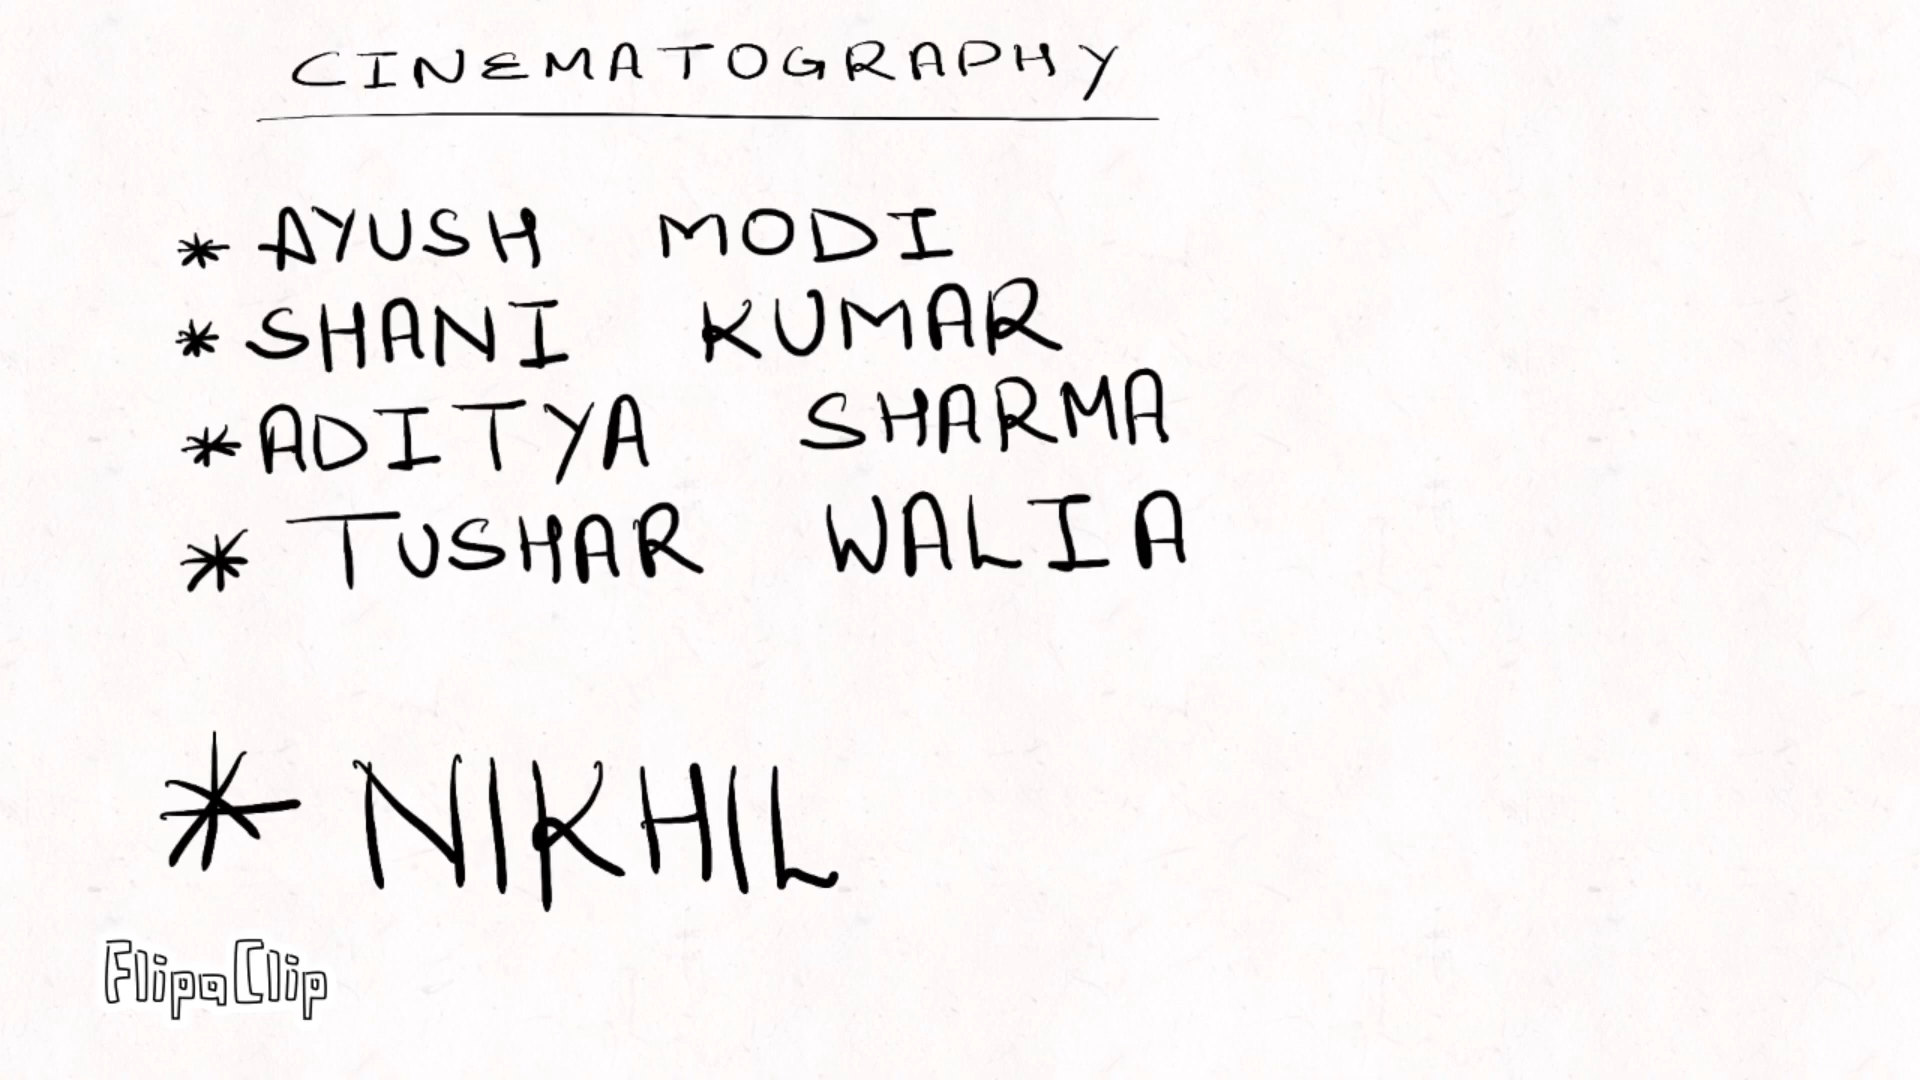 CINEMATOGRAPHY
* AYUSH MODI
* SHANI KUMAR
* ADITYA SHARMA
* TUSHAR WALIA
* NIKHIL
FlipaClip